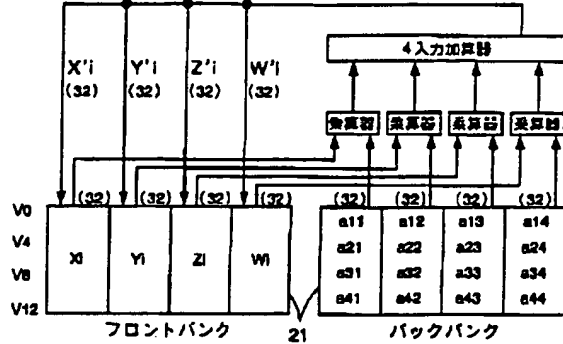 4入力加算器
X'i Y'i Z'i W'i
(32) (32) (32) (32)
乗算器 乗算器 乗算器 乗算器
(32) (32) (32) (32) (32) (32) (32) (32)
V0 a11 a12 a13 a14
V4 Xi Yi Zi Wi a21 a22 a23 a24
V8 a31 a32 a33 a34
V12 a41 a42 a43 a44
フロントバンク 21 バックバンク